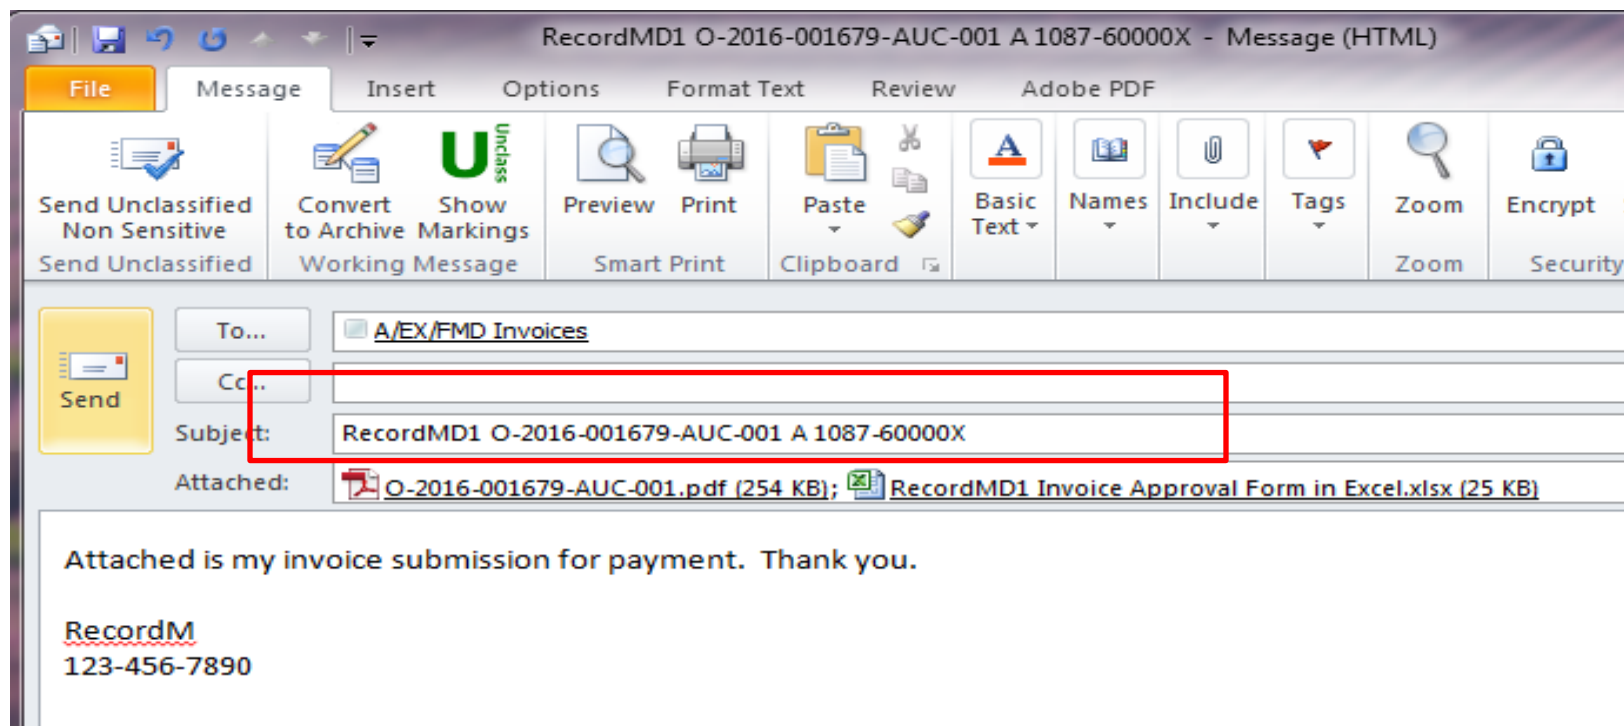 RecordMD1 O-2016-001679-AUC-001 A 1087-60000X - Message (HTML)
File Message Insert Options Format Text Review Adobe PDF
Unclass
Send Unclassified Non Sensitive
Convert to Archive
Show Markings
Preview
Print
Paste
Basic Text
Names
Include
Tags
Zoom
Encrypt
Send Unclassified Working Message Smart Print Clipboard Zoom Security
To... A/EX/FMD Invoices
Send
Cc...
Subject: RecordMD1 O-2016-001679-AUC-001 A 1087-60000X
Attached: O-2016-001679-AUC-001.pdf (254 KB); RecordMD1 Invoice Approval Form in Excel.xlsx (25 KB)
Attached is my invoice submission for payment. Thank you.
RecordM
123-456-7890